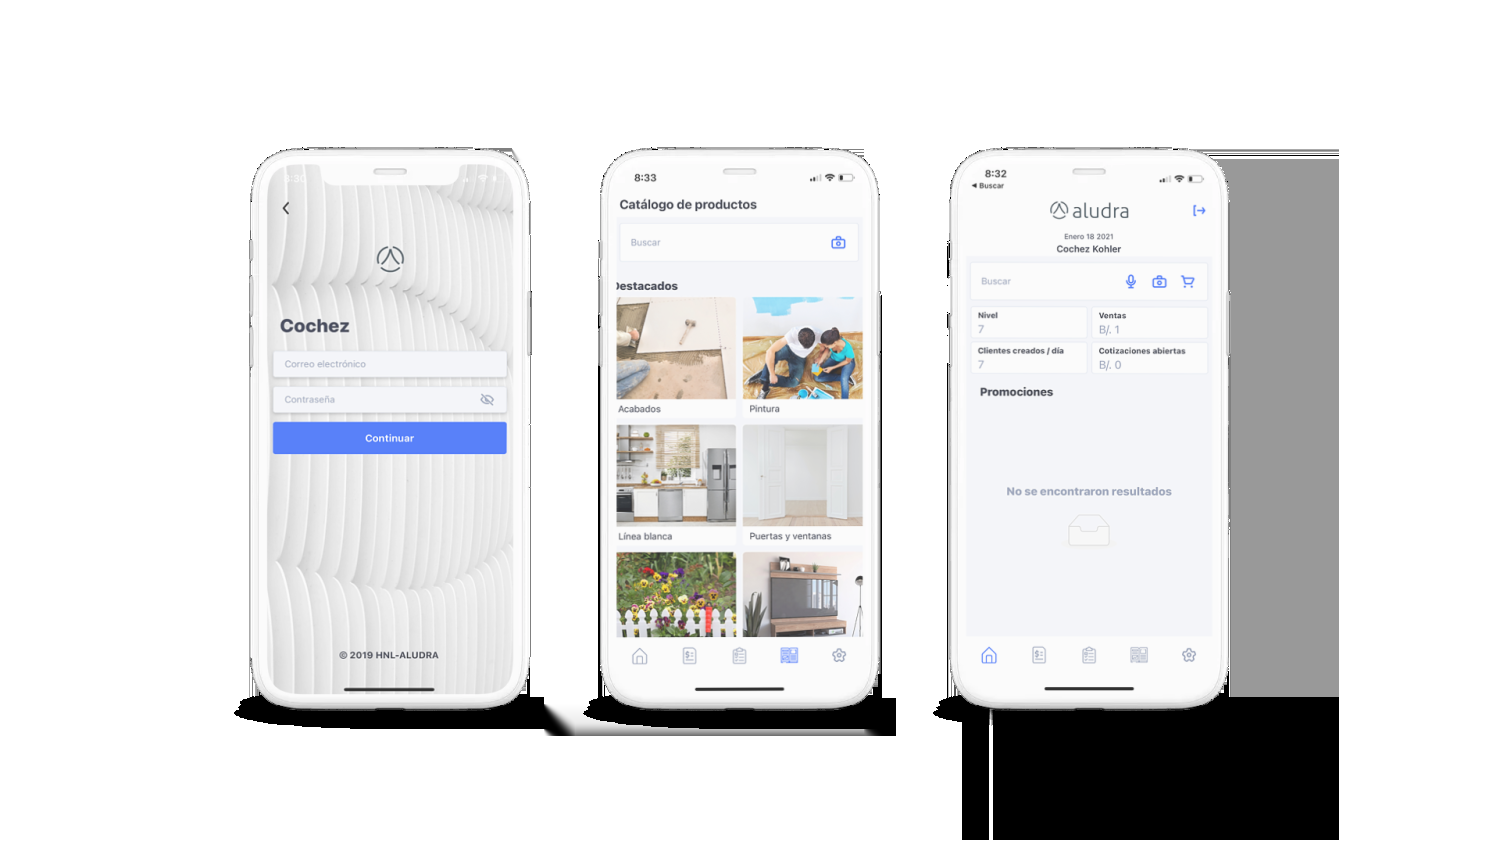 Cochez
Correo electrónico
Contraseña
Continuar
© 2019 HNL-ALUDRA
8:33
Catálogo de productos
Buscar
Destacados
Acabados
Pintura
Línea blanca
Puertas y ventanas
8:32
◀ Buscar
aludra
Enero 18 2021
Cochez Kohler
Buscar
Nivel
7
Ventas
B/. 1
Clientes creados / día
7
Cotizaciones abiertas
B/. 0
Promociones
No se encontraron resultados